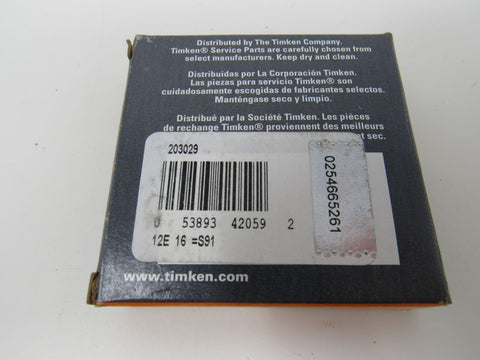 Distributed by The Timken Company.
Timken® Service Parts are carefully chosen from
select manufacturers. Keep dry and clean.
Distribuidas por La Corporación Timken.
Las piezas para servicio Timken® son
cuidadosamente escogidas de fabricantes selectos.
Manténgase seco y limpio.
Distribué par la Société Timken. Les pièces
de rechange Timken® proviennent des meilleurs
et sec.
203029
0 53893 42059 2
12E 16 =S91
0254665261
www.timken.com